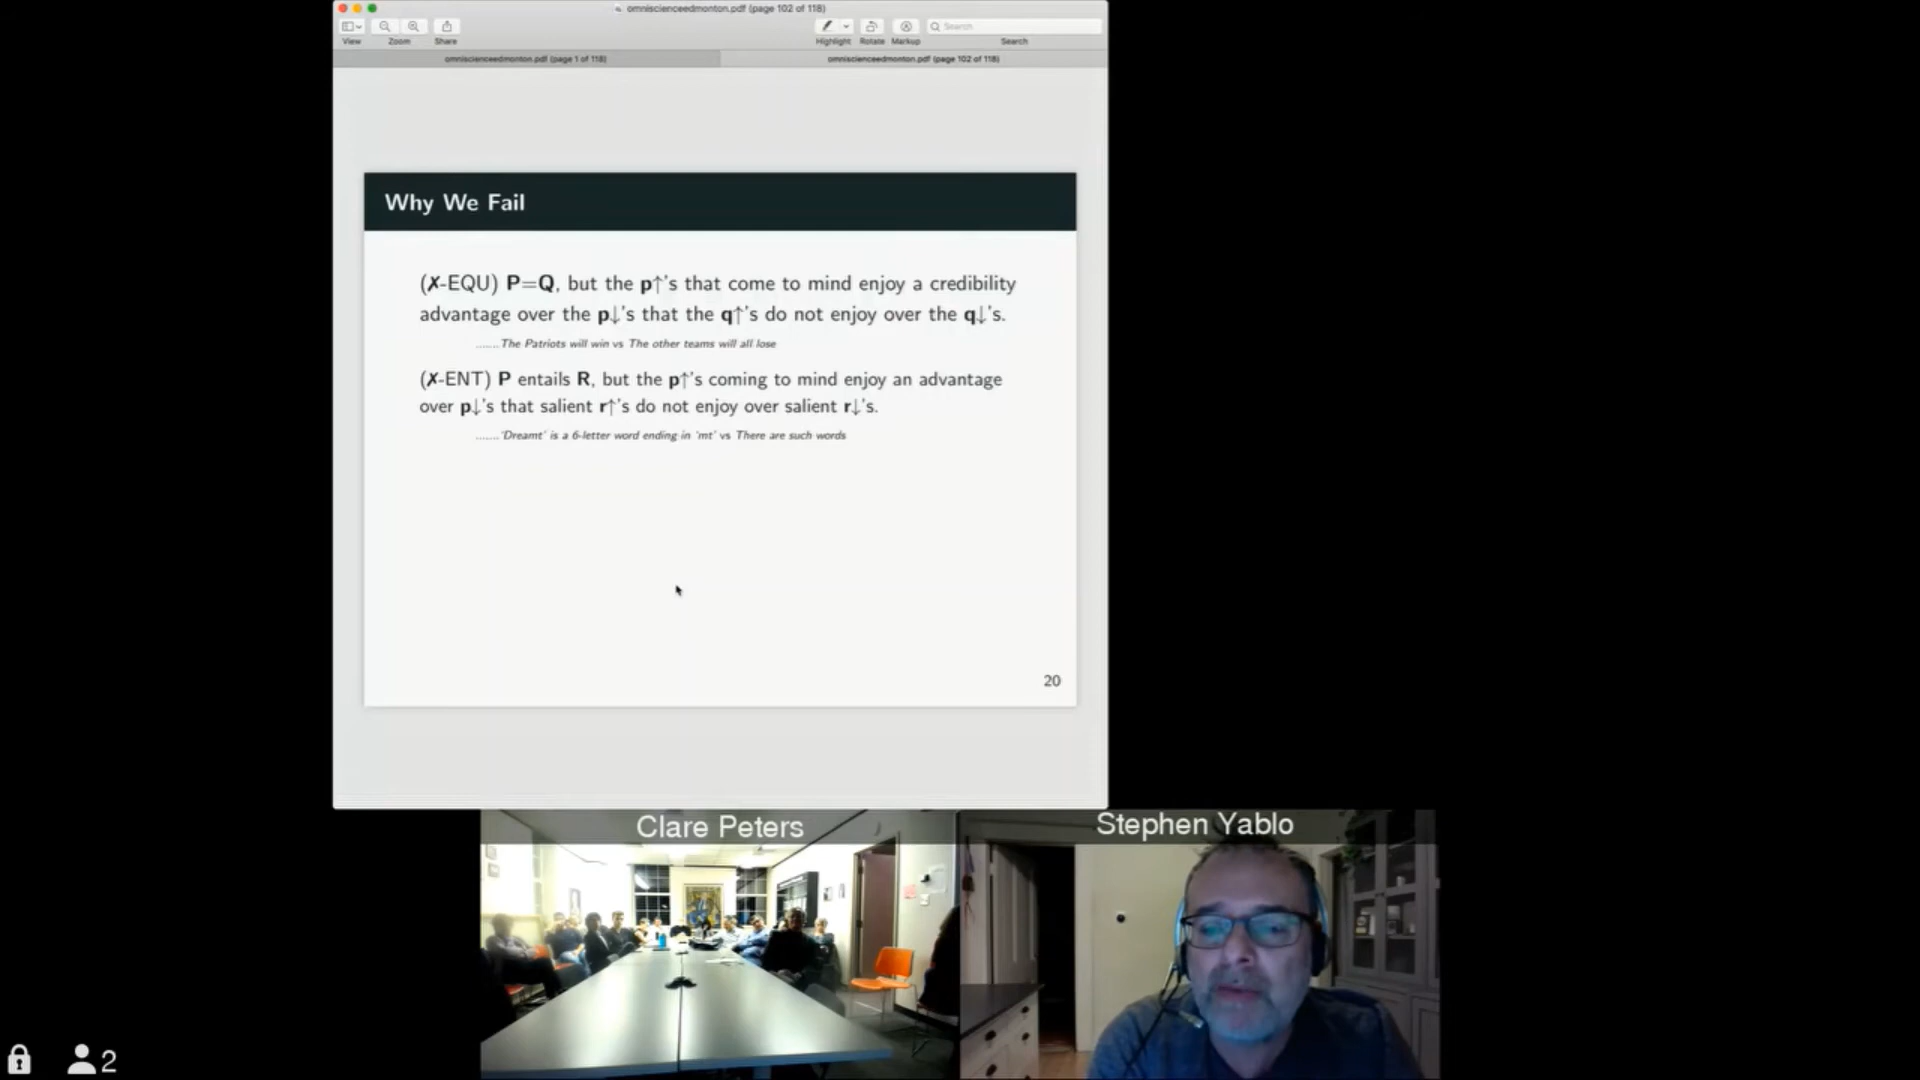 omniscienceedmonton.pdf (page 102 of 118)
View Zoom Share Highlight Rotate Markup Search
Search
omniscienceedmonton.pdf (page 1 of 118)
omniscienceedmonton.pdf (page 102 of 118)
Why We Fail
(✗-EQU) P=Q, but the p↑'s that come to mind enjoy a credibility
advantage over the p↓'s that the q↑'s do not enjoy over the q↓'s.
.......The Patriots will win vs The other teams will all lose
(✗-ENT) P entails R, but the p↑'s coming to mind enjoy an advantage
over p↓'s that salient r↑'s do not enjoy over salient r↓'s.
.......'Dreamt' is a 6-letter word ending in 'mt' vs There are such words
20
Clare Peters
Stephen Yablo
2